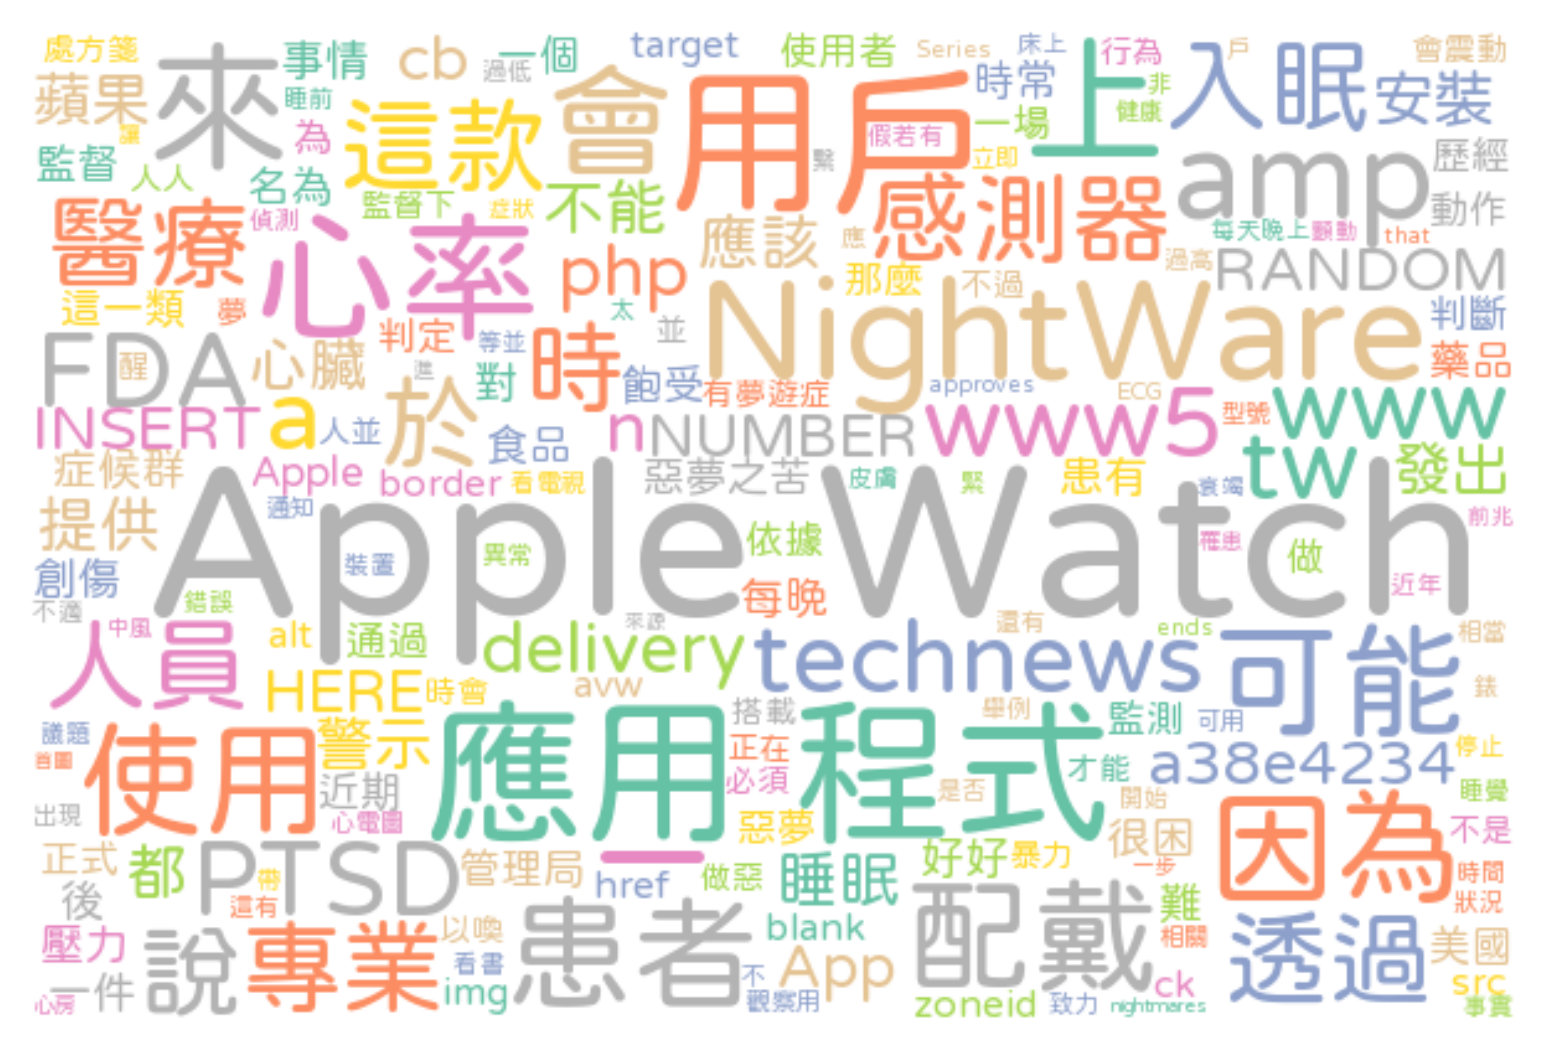 處方箋 來 事情 cb 一個 target 使用者 Series 床上 上 行為 入眠 戶 會震動
蘋果 睡前 過低 會 用戶 時常 非 安裝
讓 為 這款 假若有 一場 健康
監督 人人 名為 監督下 症狀 不能 繫 立即 amp 歷經
醫療 偵測 心率 應該 應 感測器 每天晚上 顫動 that 動作
這一類 夢 php 那麼 不過 過高 RANDOM
判定 等並 時 太 並 NightWare 判斷
FDA 醒 心臟 進 對 飽受 有夢遊症 approves ECG 藥品
INSERT a 人並 於 食品 n NUMBER www5 型號 www
症候群 Apple border 看電視 惡夢之苦 皮膚 緊 患有 tw 發出
提供 通知 Apple Watch 衰竭 前兆
創傷 裝置 異常 依據 罹患 做 近年
不適 錯誤 每晚
人員 中風 alt 通過 來源 delivery technews 還有 ends 可能 相當
HERE 時會 avw 搭載 舉例 監測 可用 錶
議題 使用 警示 應用程式 正在 a38e4234 停止
首圖 近期 必須 是否 才能 開始 睡覺
出現 心電圖 惡夢 很困 因為 不是
正式 都 PTSD 管理局 一 href 做惡 睡眠 好好 暴力 一步 時間
後 帶 這有 患者 配戴 難 狀況
壓力 說 專業 以喚 看書 blank 相關 透過 美國
一件 img 不 App ck src
心房 觀察用 zoneid 致力 nightmares 事實